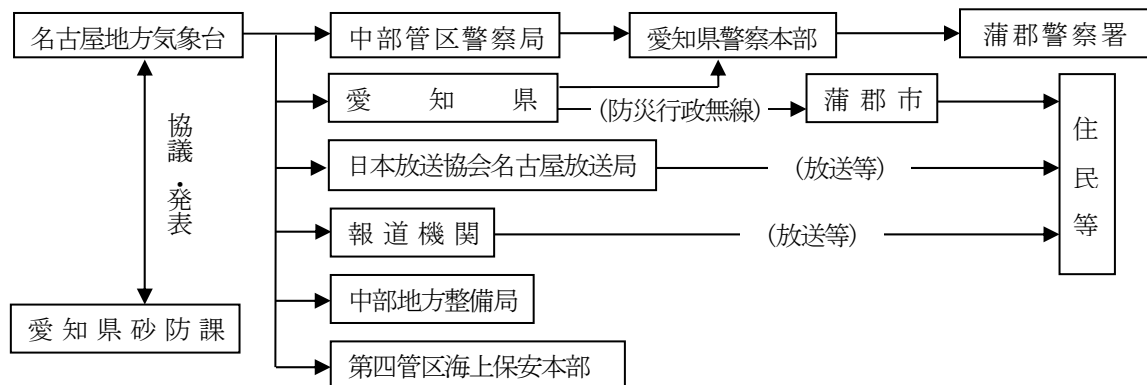 名古屋地方気象台
中部管区警察局
愛知県警察本部
蒲郡警察署
愛知県
(防災行政無線)
蒲郡市
住民等
協議・発表
日本放送協会名古屋放送局
(放送等)
報道機関
(放送等)
中部地方整備局
愛知県砂防課
第四管区海上保安本部